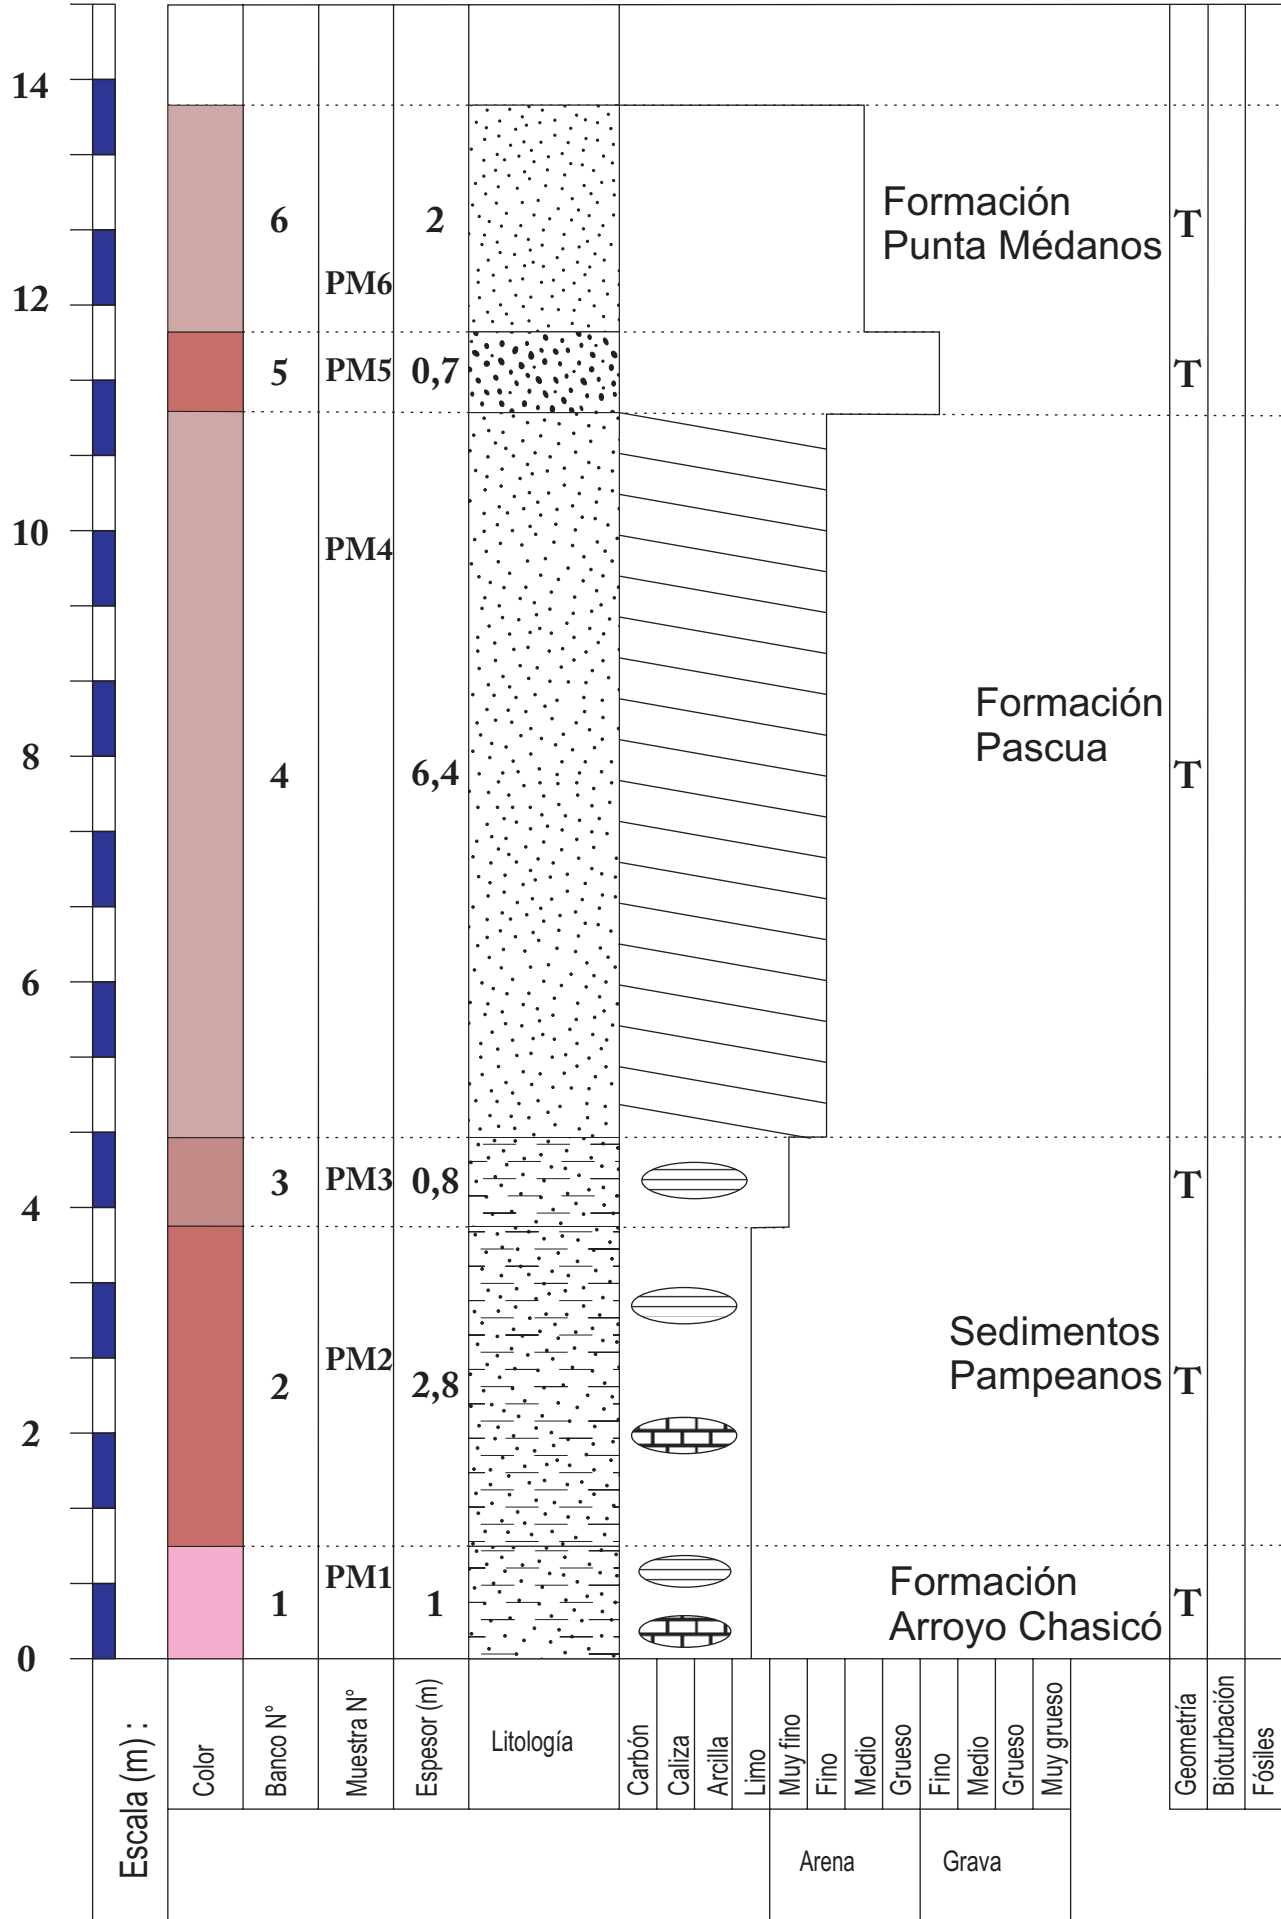 14
6
2
Formación
Punta Médanos
T
PM6
12
5
PM5
0,7
T
10
PM4
Formación
Pascua
8
4
6,4
T
6
3
PM3
0,8
T
4
Sedimentos
Pampeanos
PM2
2
2,8
T
2
PM1
Formación
Arroyo Chasicó
1
1
T
0
Escala (m) :
Color
Banco N°
Muestra N°
Espesor (m)
Litología
Carbón
Caliza
Arcilla
Limo
Muy fino
Fino
Medio
Grueso
Fino
Medio
Grueso
Muy grueso
Geometría
Bioturbación
Fósiles
Arena
Grava